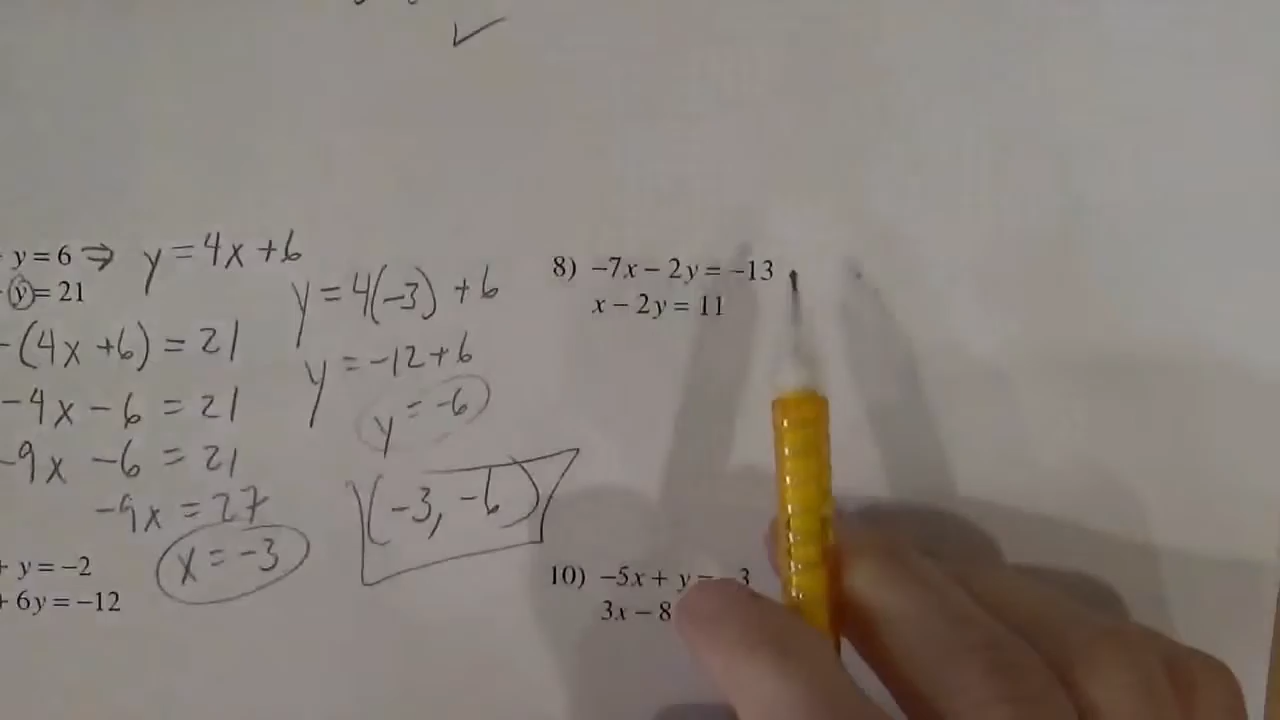 y = 6 ⇒ y = 4x + 6
y = 21
-(4x + 6) = 21
-4x - 6 = 21
-9x - 6 = 21
-9x = 27
x = -3
y = 4(-3) + 6
y = -12 + 6
y = -6
(-3, -6)
8) -7x - 2y = -13
x - 2y = 11
+ y = -2
+ 6y = -12
10) -5x + y = -3
3x - 8